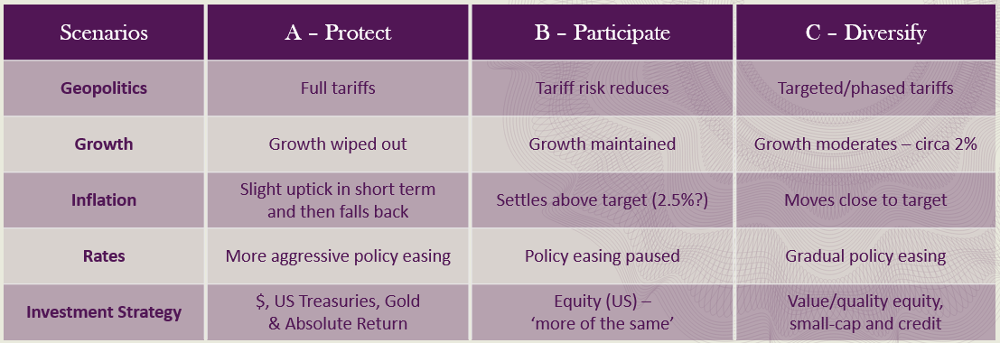 Scenarios
A – Protect
B – Participate
C – Diversify
Geopolitics
Full tariffs
Tariff risk reduces
Targeted/phased tariffs
Growth
Growth wiped out
Growth maintained
Growth moderates – circa 2%
Inflation
Slight uptick in short term
and then falls back
Settles above target (2.5%?)
Moves close to target
Rates
More aggressive policy easing
Policy easing paused
Gradual policy easing
Investment Strategy
$, US Treasuries, Gold
& Absolute Return
Equity (US) –
‘more of the same’
Value/quality equity,
small-cap and credit